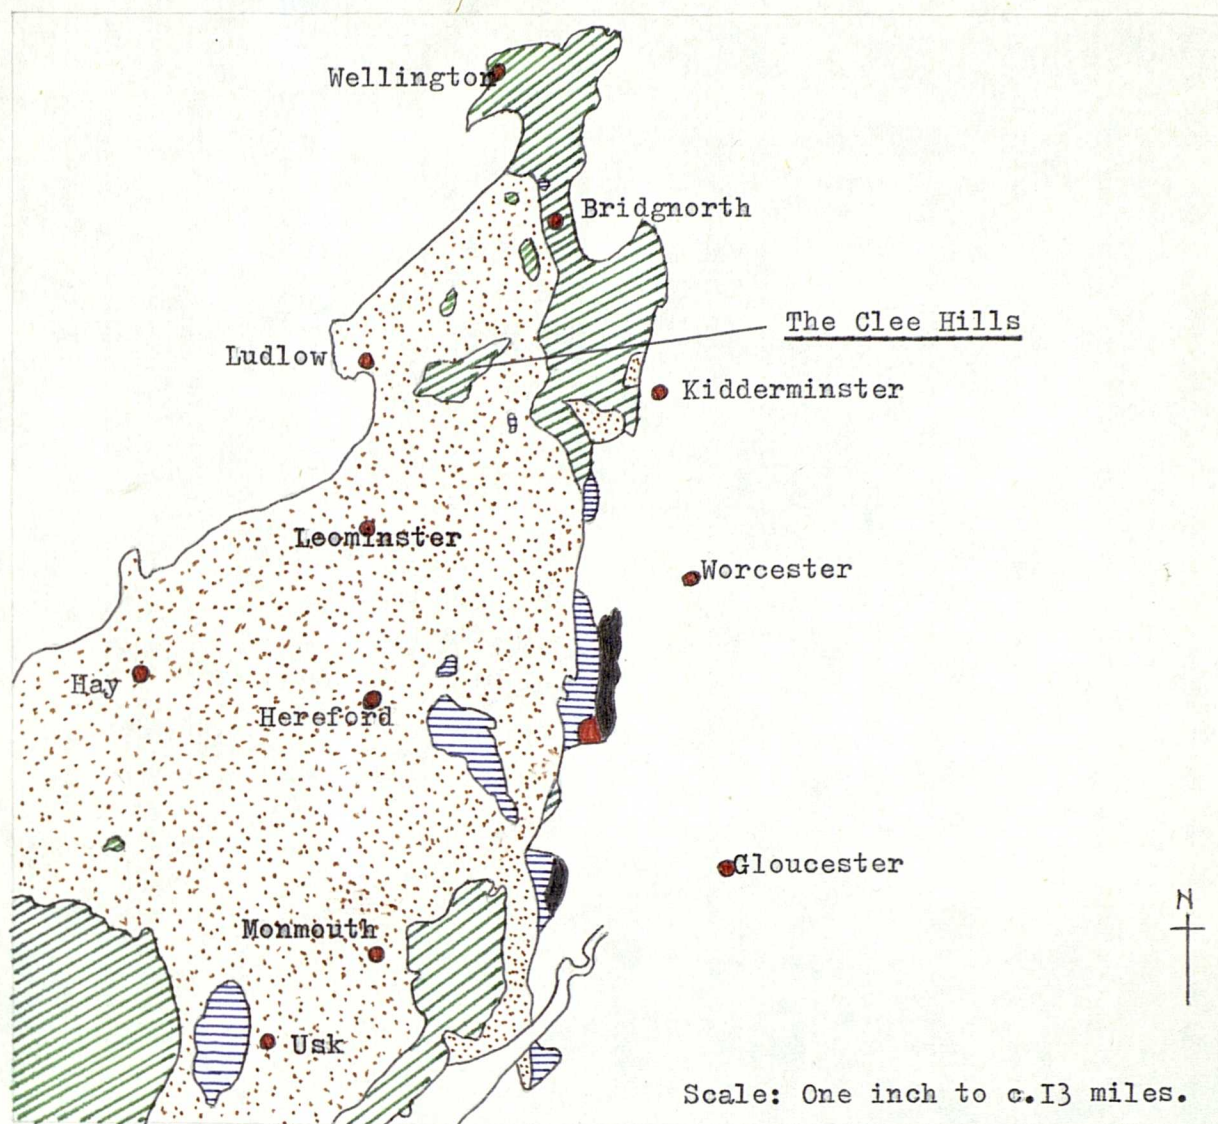 Wellington
Bridgnorth
The Clee Hills
Ludlow
Kidderminster
Leominster
Worcester
Hay
Hereford
Gloucester
N
Monmouth
Usk
Scale: One inch to c.I3 miles.